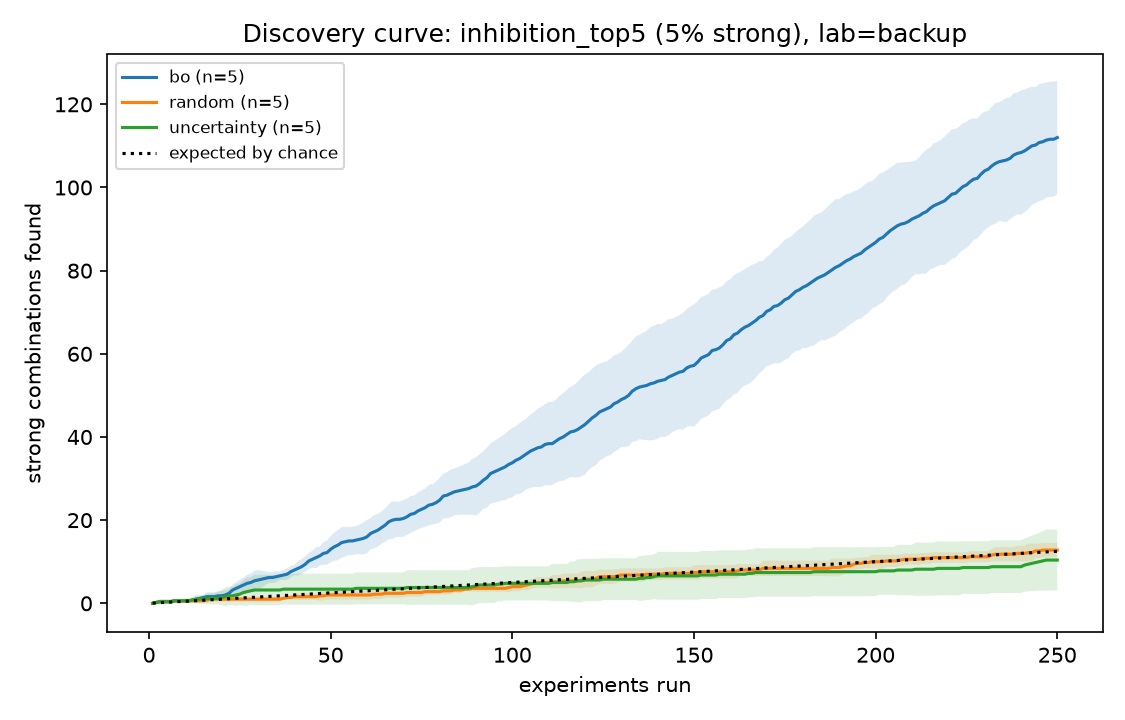 Discovery curve: inhibition_top5 (5% strong), lab=backup
bo (n=5)
random (n=5)
uncertainty (n=5)
expected by chance
strong combinations found
120
100
80
60
40
20
0
0 50 100 150 200 250
experiments run